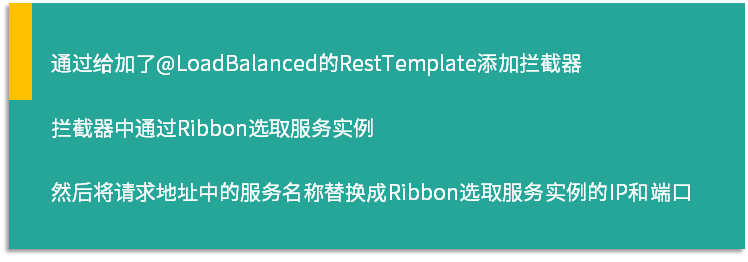 通过给加了@LoadBalanced的RestTemplate添加拦截器
拦截器中通过Ribbon选取服务实例
然后将请求地址中的服务名称替换成Ribbon选取服务实例的IP和端口